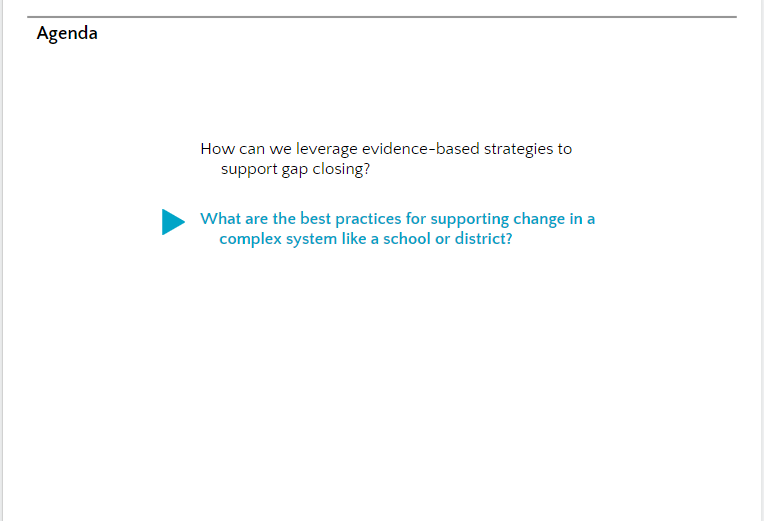 Agenda
How can we leverage evidence-based strategies to
support gap closing?
What are the best practices for supporting change in a
complex system like a school or district?